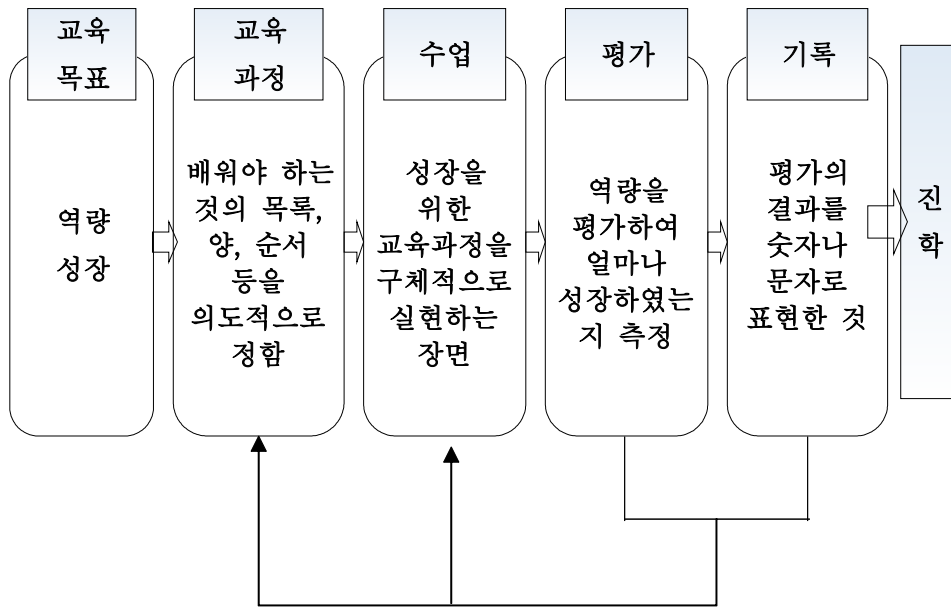 교육
목표
역량
성장
교육
과정
배워야 하는
것의 목록,
양, 순서
등을
의도적으로
정함
수업
성장을
위한
교육과정을
구체적으로
실현하는
장면
평가
역량을
평가하여
얼마나
성장하였는
지 측정
기록
평가의
결과를
숫자나
문자로
표현한 것
진
학